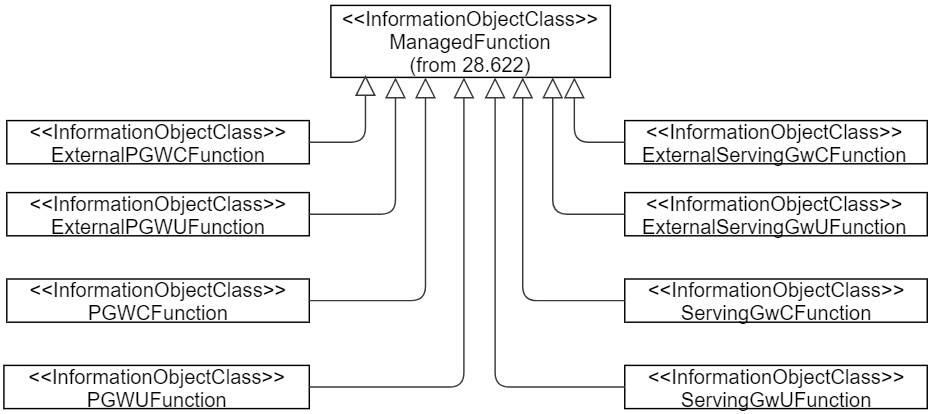 <<InformationObjectClass>>
ManagedFunction
(from 28.622)
<<InformationObjectClass>>
ExternalPGWCFunction
<<InformationObjectClass>>
ExternalServingGwCFunction
<<InformationObjectClass>>
ExternalPGWUFunction
<<InformationObjectClass>>
ExternalServingGwUFunction
<<InformationObjectClass>>
PGWCFunction
<<InformationObjectClass>>
ServingGwCFunction
<<InformationObjectClass>>
PGWUFunction
<<InformationObjectClass>>
ServingGwUFunction